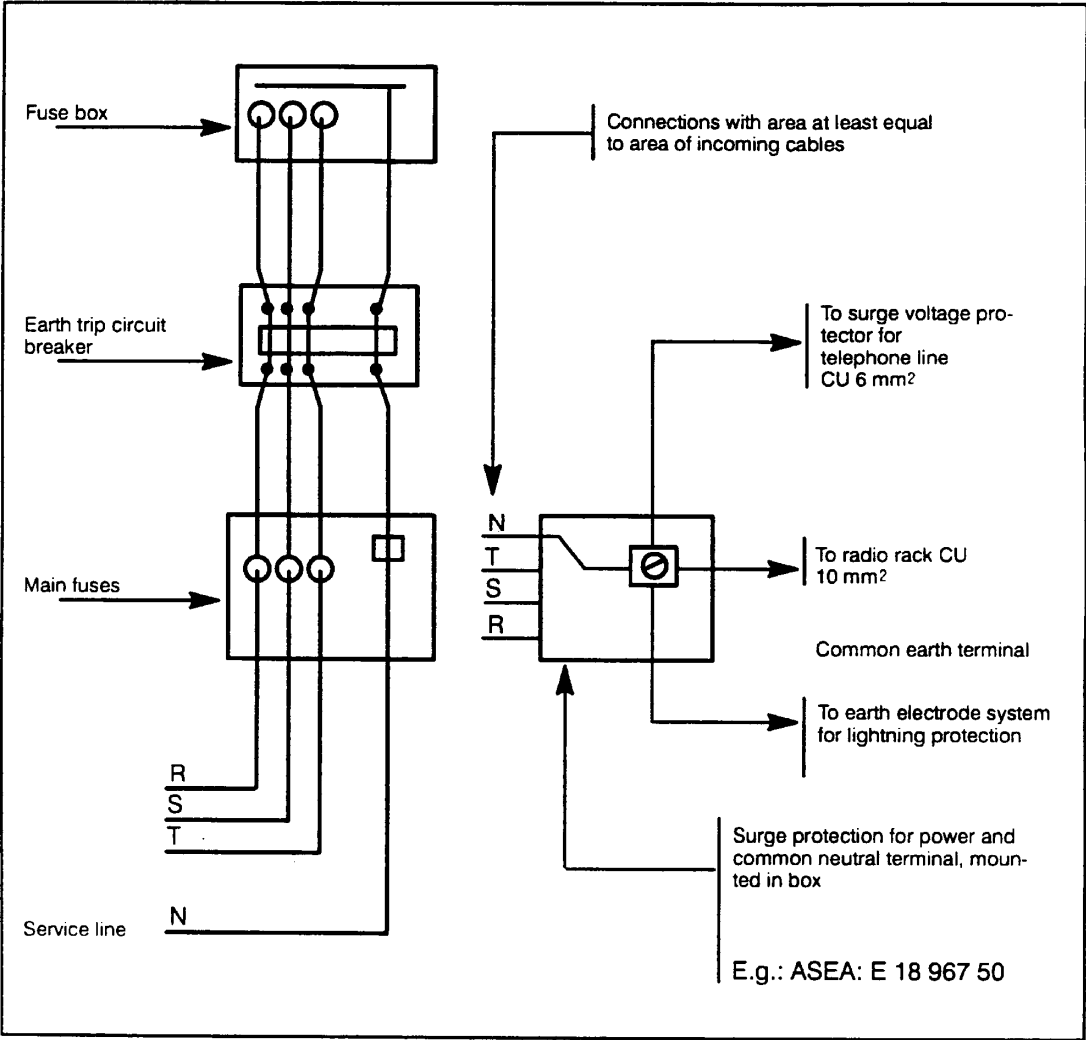 Fuse box
Connections with area at least equal
to area of incoming cables
Earth trip circuit
breaker
To surge voltage pro-
tector for
telephone line
CU 6 mm²
Main fuses
N
T
S
R
To radio rack CU
10 mm²
Common earth terminal
To earth electrode system
for lightning protection
R
S
T
Service line
N
Surge protection for power and
common neutral terminal, moun-
ted in box
E.g.: ASEA: E 18 967 50